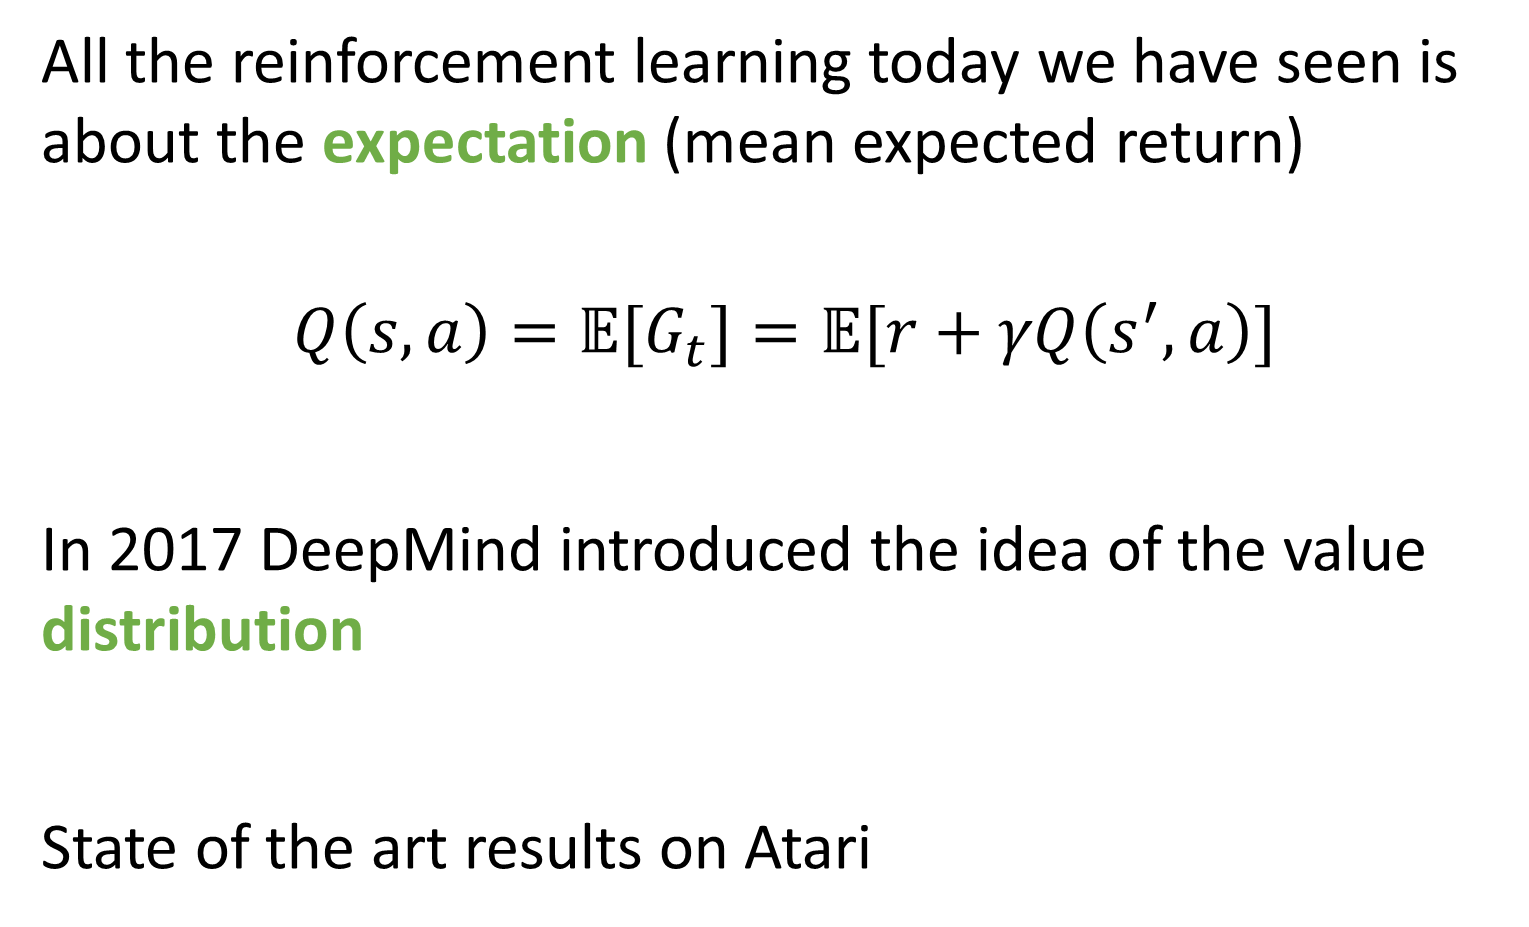 All the reinforcement learning today we have seen is
about the expectation (mean expected return)
Q(s, a) = 𝔼[Gₜ] = 𝔼[r + γQ(s′, a)]
In 2017 DeepMind introduced the idea of the value
distribution
State of the art results on Atari